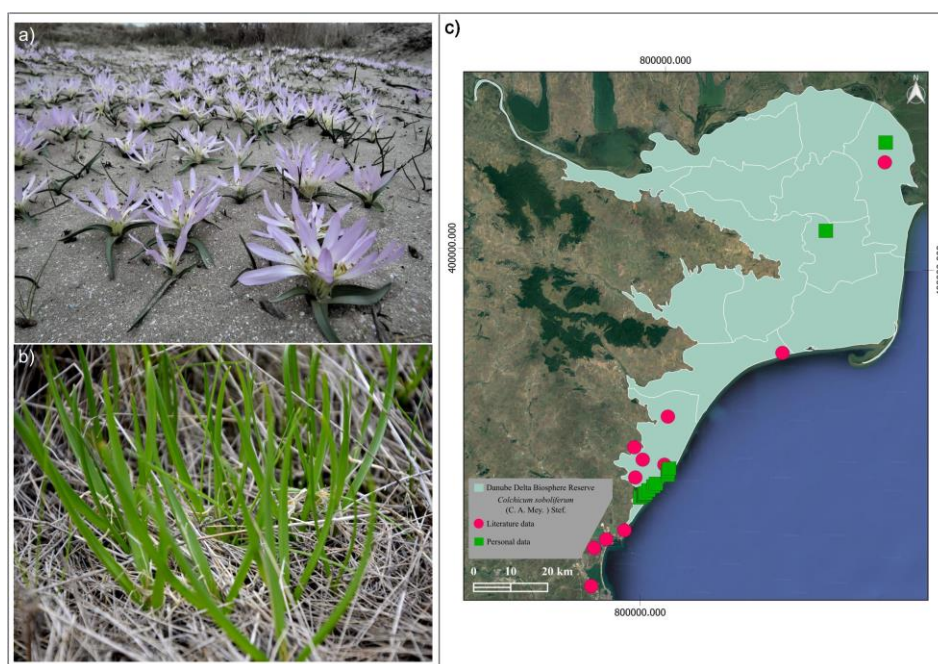 a)
b)
c)
800000.000
N
400000.000
Danube Delta Biosphere Reserve
Colchicum soboliferum
(C. A. Mey. ) Stef.
Literature data
Personal data
0 10 20 km
800000.000